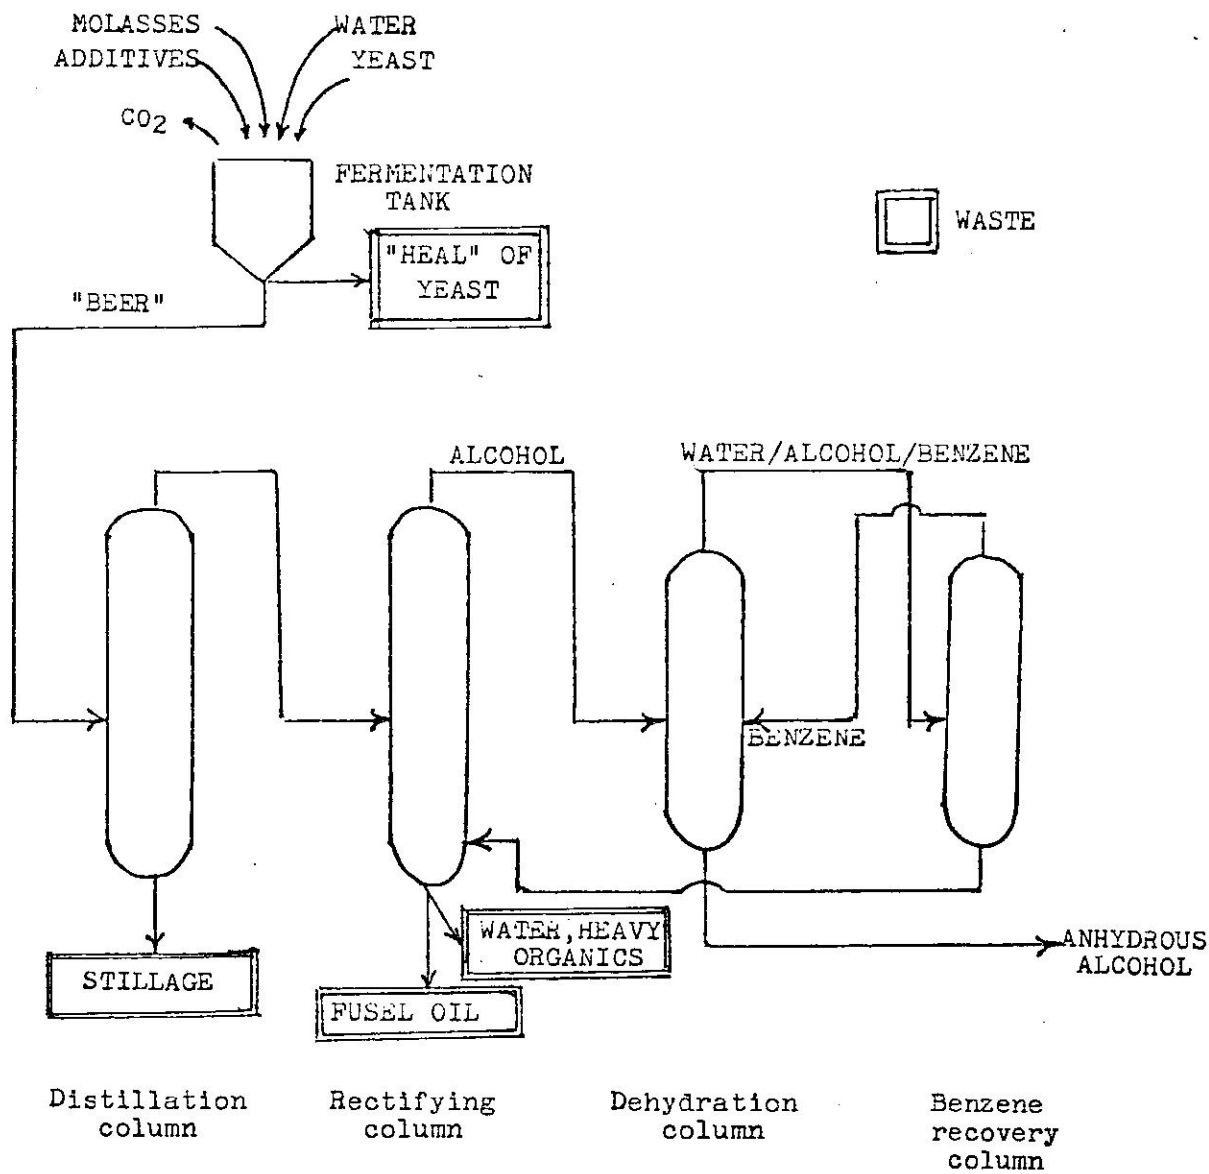 MOLASSES
WATER
ADDITIVES
YEAST
CO2
FERMENTATION
TANK
WASTE
"HEAL" OF
YEAST
"BEER"
ALCOHOL
WATER/ALCOHOL/BENZENE
BENZENE
WATER, HEAVY
ORGANICS
ANHYDROUS
ALCOHOL
STILLAGE
FUSEL OIL
Distillation
column
Rectifying
column
Dehydration
column
Benzene
recovery
column